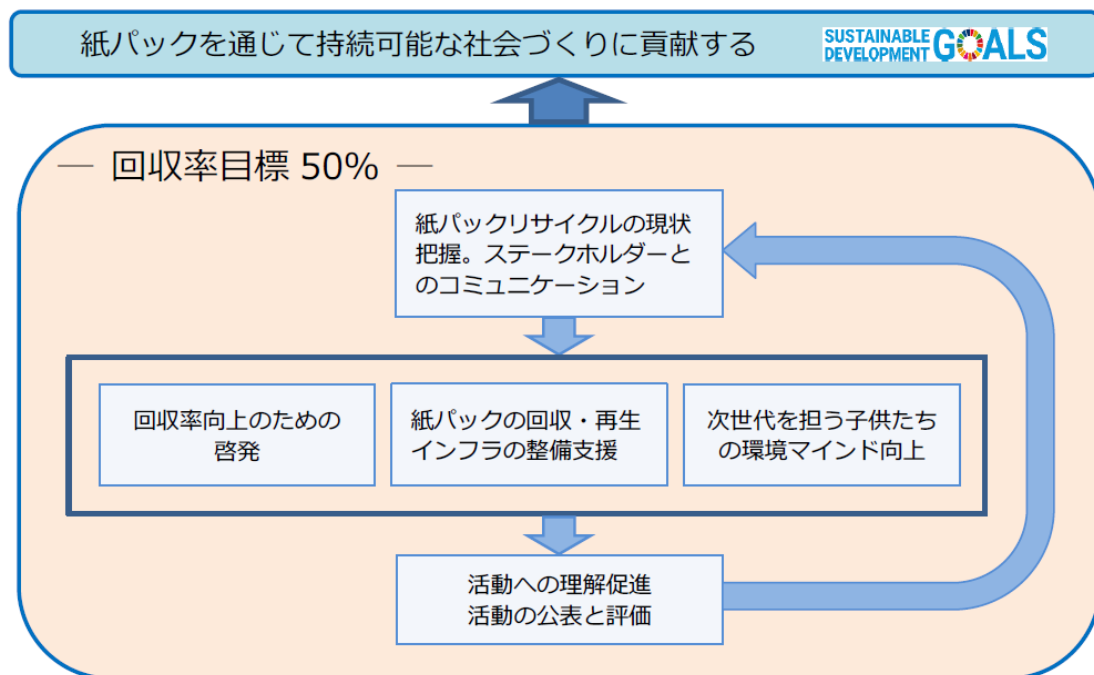 紙パックを通じて持続可能な社会づくりに貢献する
SUSTAINABLE
DEVELOPMENT
GOALS
― 回収率目標 50% ―
紙パックリサイクルの現状
把握。ステークホルダーと
のコミュニケーション
回収率向上のための
啓発
紙パックの回収・再生
インフラの整備支援
次世代を担う子供たち
の環境マインド向上
活動への理解促進
活動の公表と評価